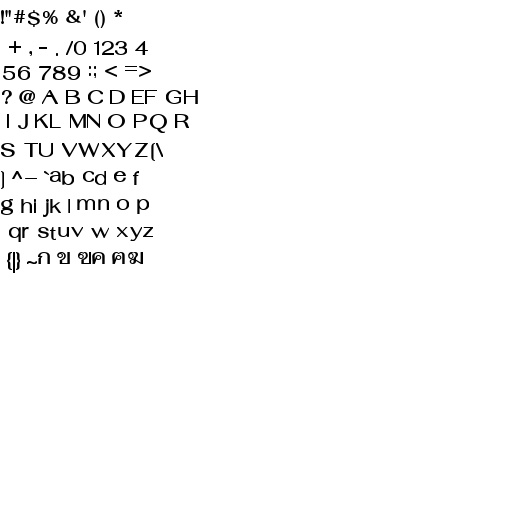 !"#$% &' () *
+ , - . /0 123 4
56 789 :; < =>
? @ A B C D EF GH
I J KL MN O PQ R
S TU VWXYZ[\
] ^_ `ab cd e f
g hi jk l mn o p
qr stuv w xyz
{|} ~ก ข ฃค ฅฆ